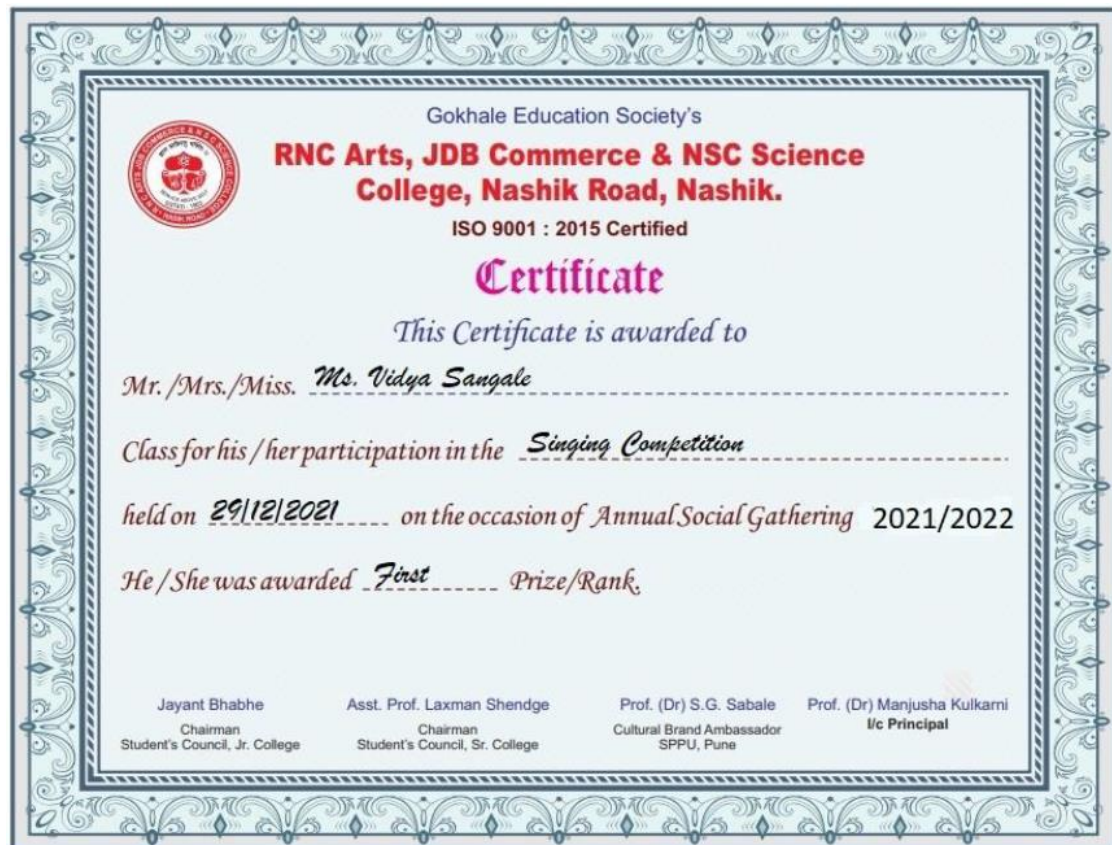 Gokhale Education Society's
RNC Arts, JDB Commerce & NSC Science
College, Nashik Road, Nashik.
ISO 9001 : 2015 Certified
Certificate
This Certificate is awarded to
Mr. /Mrs./Miss. Ms. Vidya Sangale
Class for his / her participation in the Singing Competition
held on 29/12/2021 on the occasion of Annual Social Gathering 2021/2022
He / She was awarded First Prize/Rank.
Jayant Bhabhe Asst. Prof. Laxman Shendge Prof. (Dr) S.G. Sabale Prof. (Dr) Manjusha Kulkarni
Chairman Chairman Cultural Brand Ambassador I/c Principal
Student's Council, Jr. College Student's Council, Sr. College SPPU, Pune